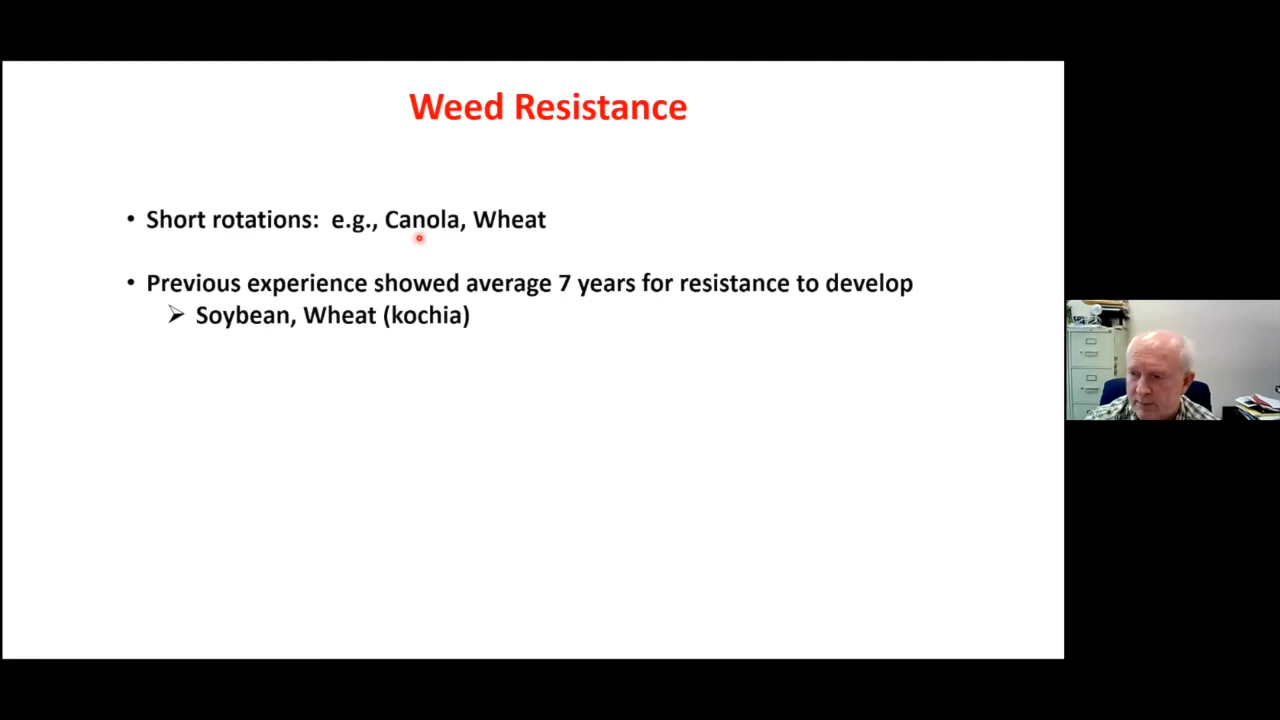 Weed Resistance
• Short rotations:  e.g., Canola, Wheat
• Previous experience showed average 7 years for resistance to develop
➢ Soybean, Wheat (kochia)